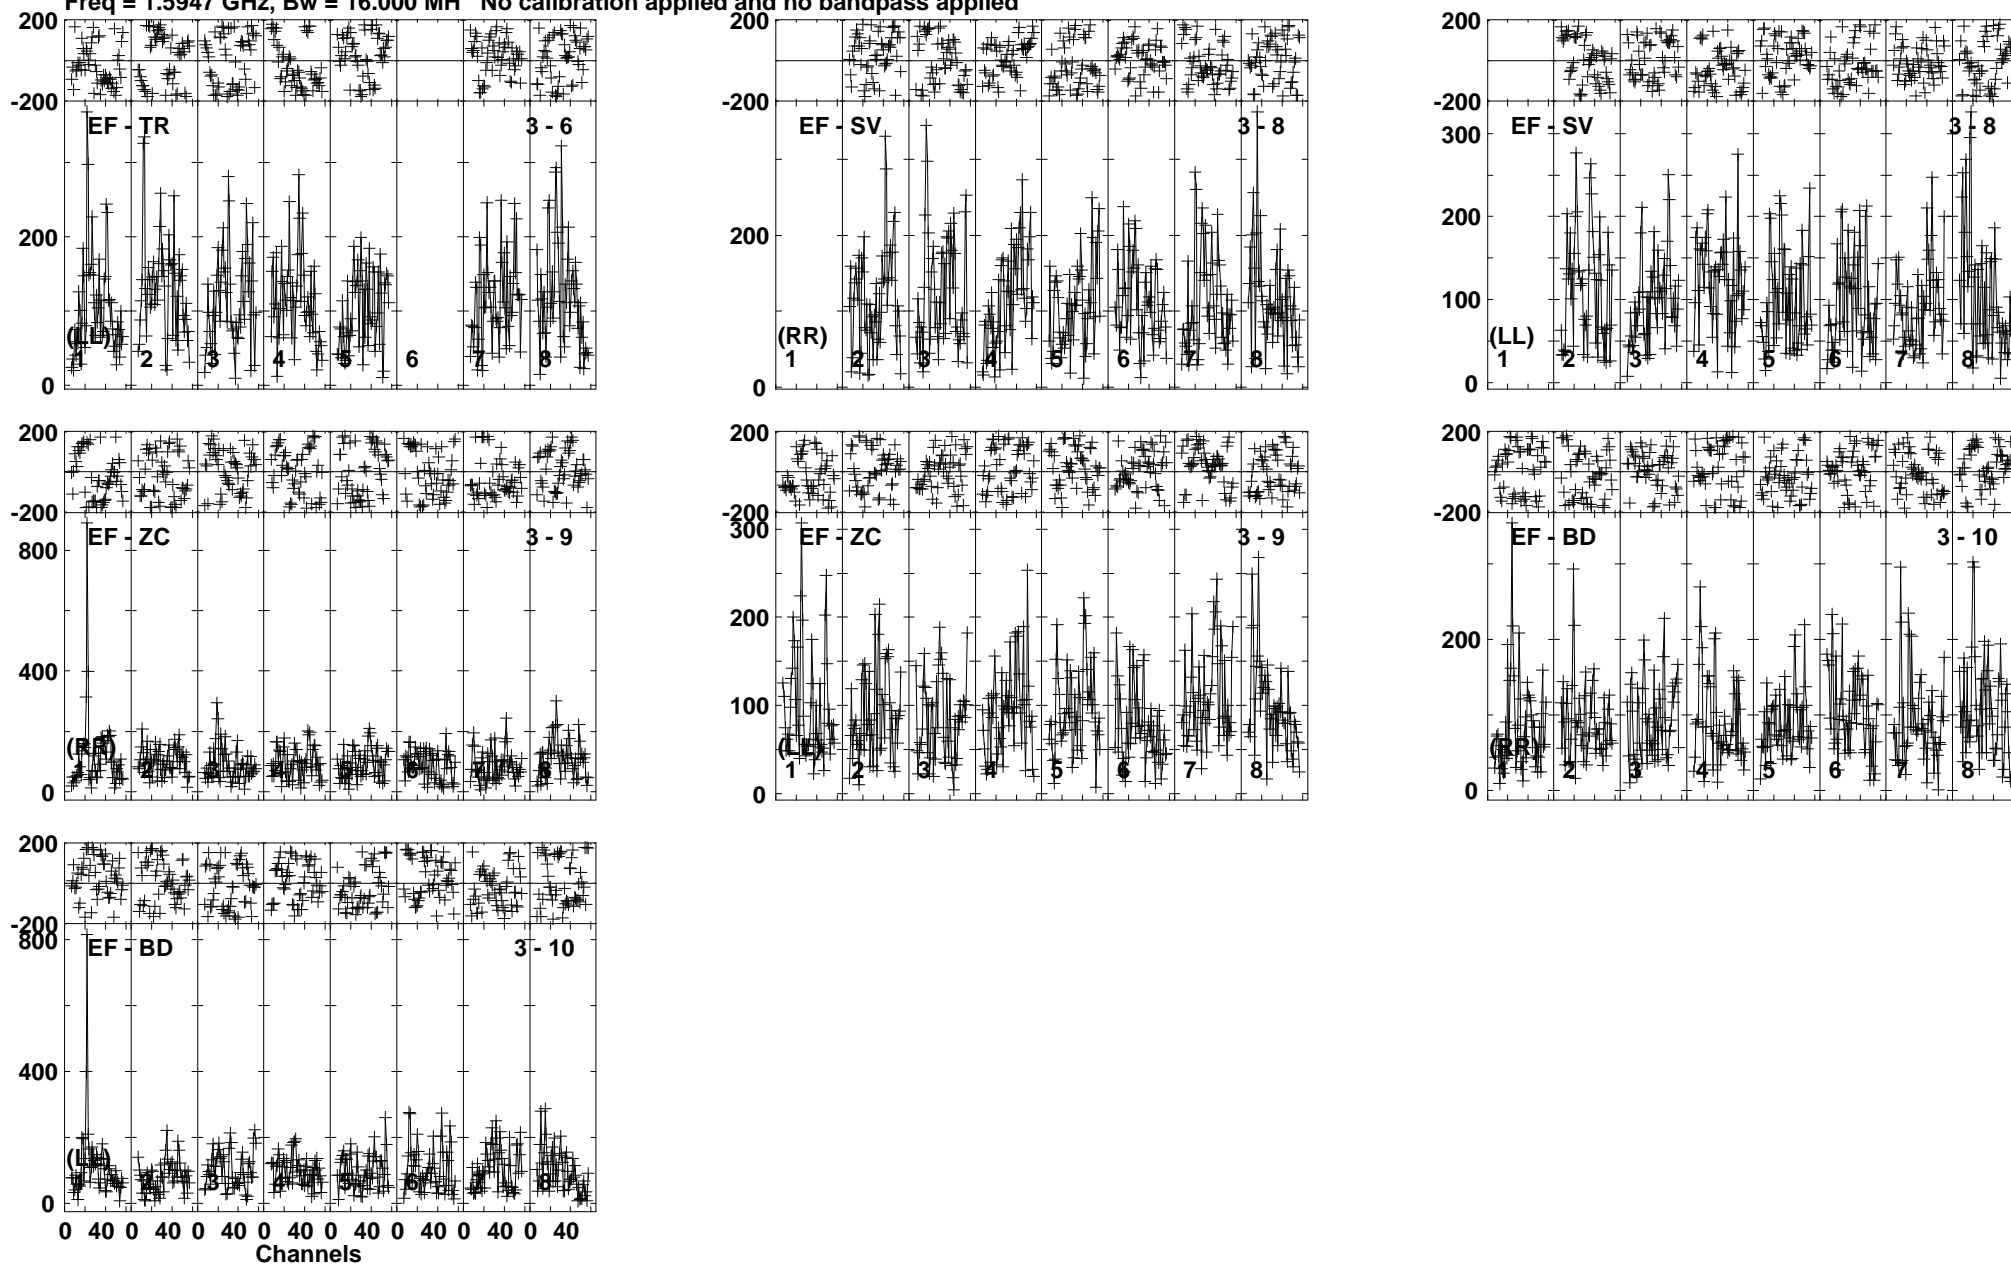 Freq = 1.5947 GHz, Bw = 16.000 MH No calibration applied and no bandpass applied
200
-200
EF - TR 3 - 6
200
(LL)
1 2 3 4 5 6 7 8
0
200
-200
EF - SV 3 - 8
200
(RR)
1 2 3 4 5 6 7 8
0
200
-200
EF - SV 3 - 8
300
200
100
(LL)
1 2 3 4 5 6 7 8
0
200
-200
EF - ZC 3 - 9
800
400
(RR)
1 2 3 4 5 6 7 8
0
200
-200
EF - ZC 3 - 9
300
200
100
(LL)
1 2 3 4 5 6 7 8
0
200
-200
EF - BD 3 - 10
200
(RR)
1 2 3 4 5 6 7 8
0
200
-200
EF - BD 3 - 10
800
400
(LL)
1 2 3 4 5 6 7 8
0
0 40 0 40 0 40 0 40 0 40 0 40 0 40 0 40
Channels